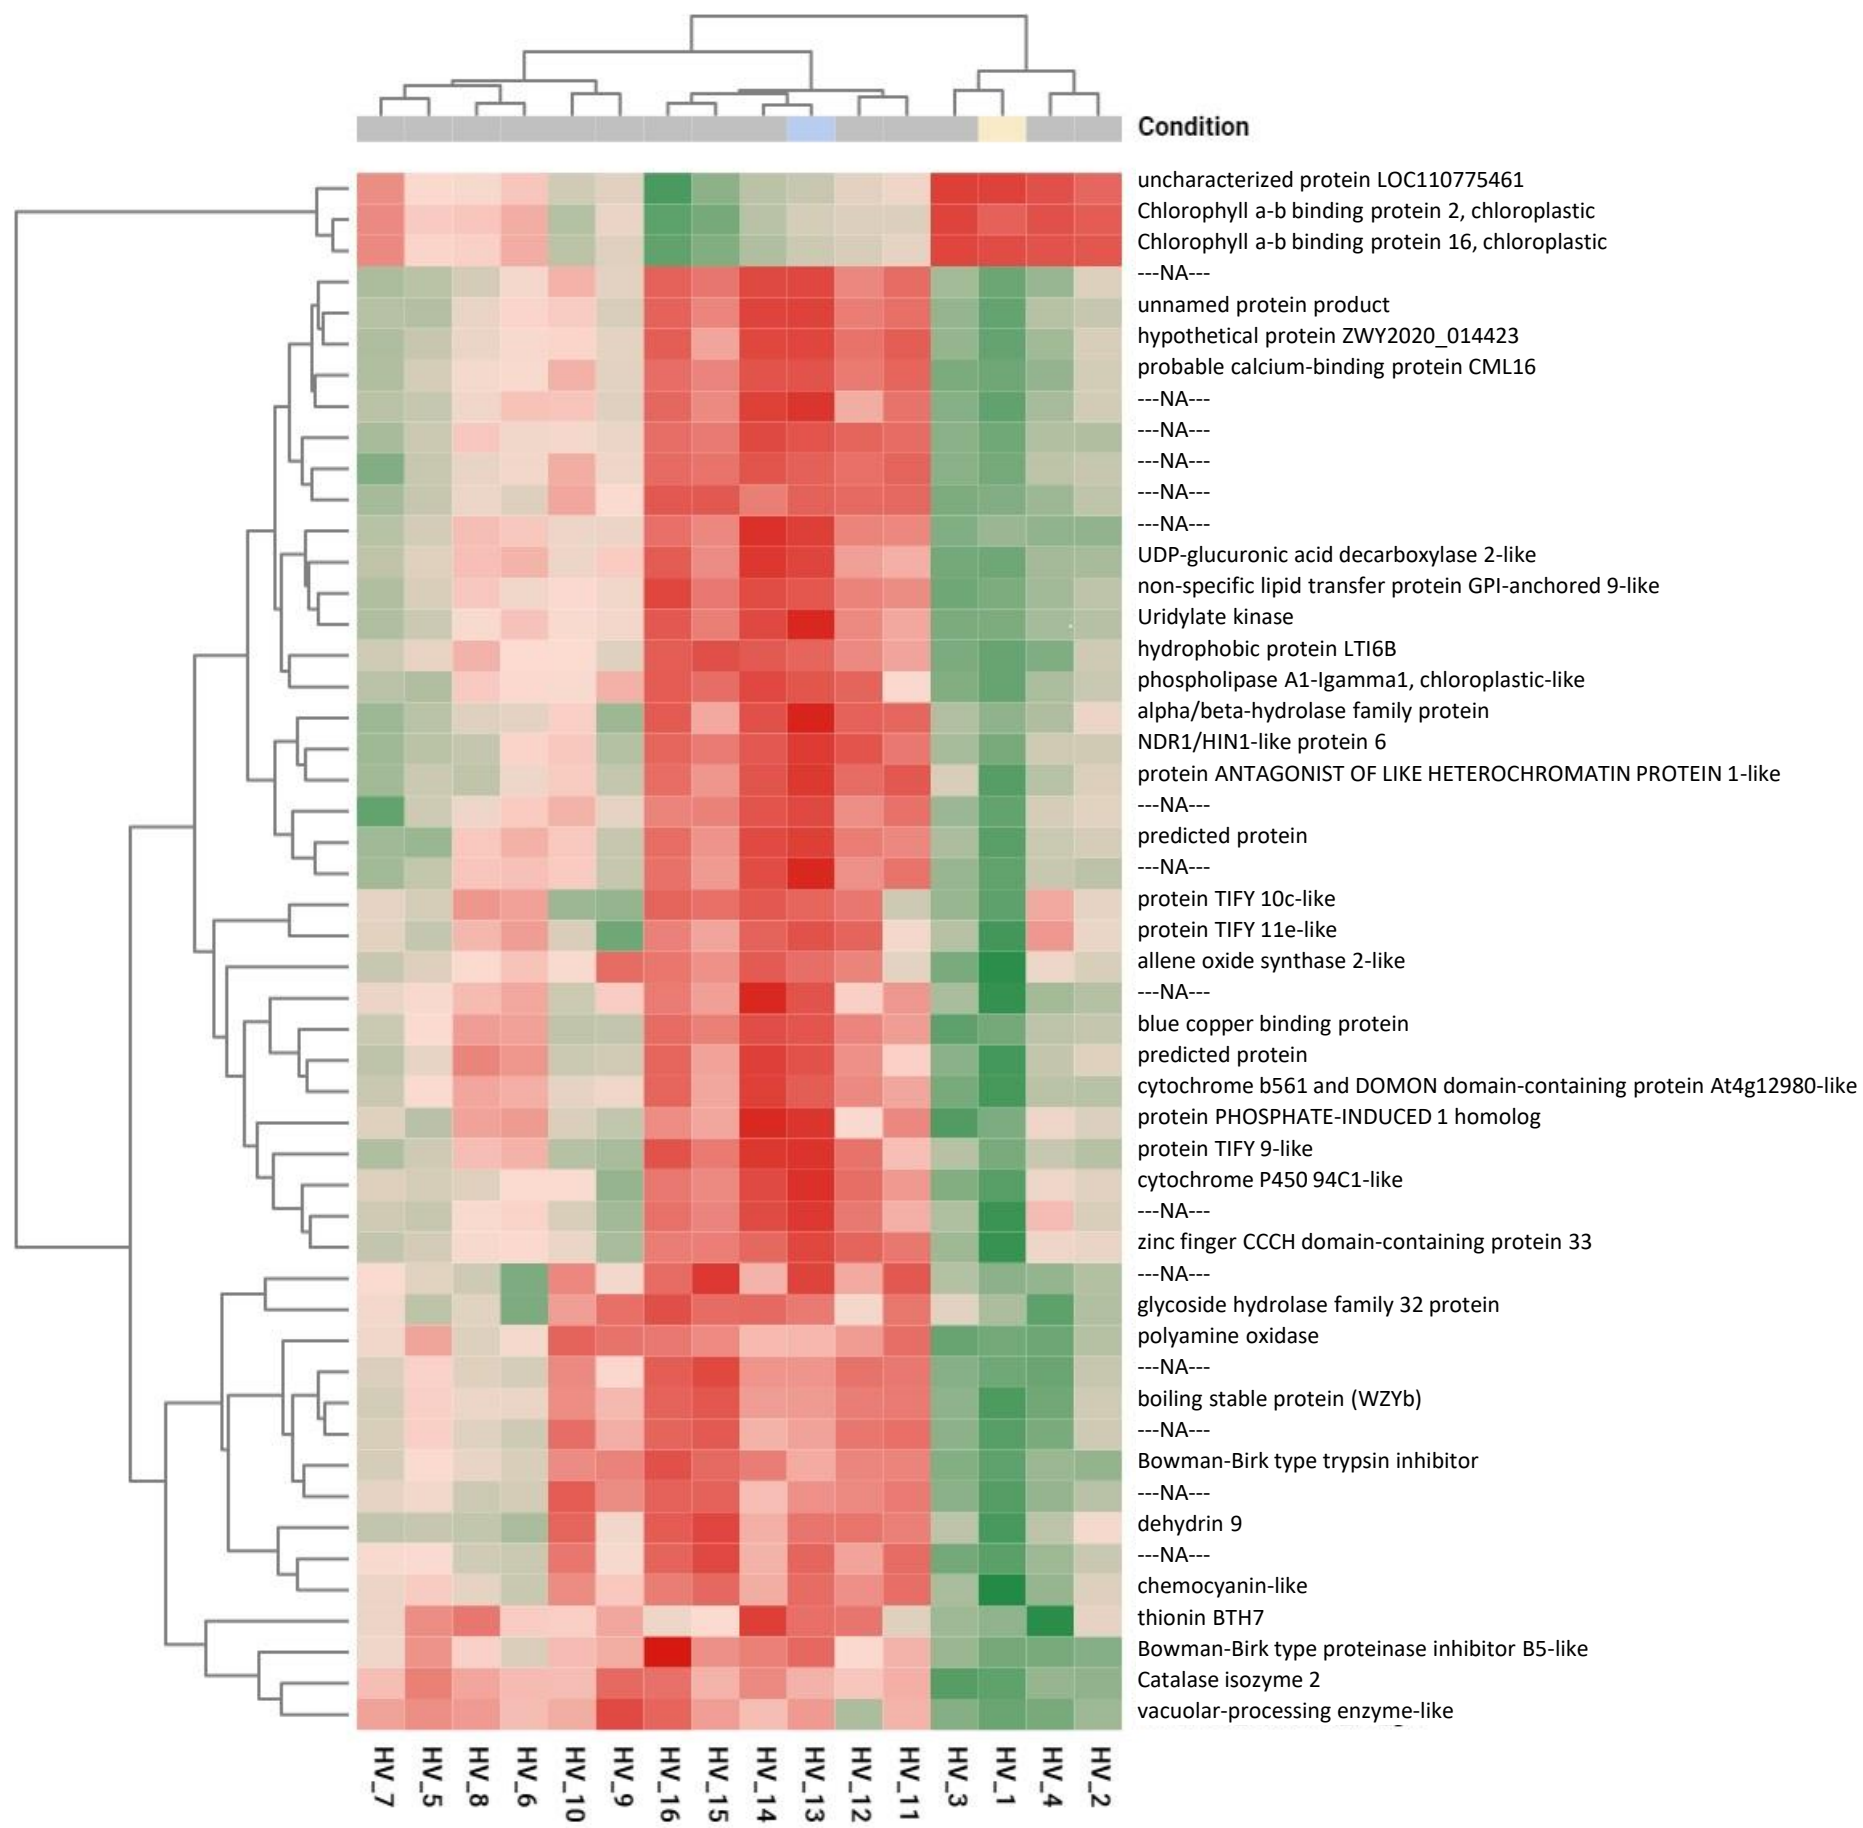 Condition
uncharacterized protein LOC110775461
Chlorophyll a-b binding protein 2, chloroplastic
Chlorophyll a-b binding protein 16, chloroplastic
---NA---
unnamed protein product
hypothetical protein ZWY2020_014423
probable calcium-binding protein CML16
---NA---
---NA---
---NA---
---NA---
---NA---
UDP-glucuronic acid decarboxylase 2-like
non-specific lipid transfer protein GPI-anchored 9-like
Uridylate kinase
hydrophobic protein LTI6B
phospholipase A1-Igamma1, chloroplastic-like
alpha/beta-hydrolase family protein
NDR1/HIN1-like protein 6
protein ANTAGONIST OF LIKE HETEROCHROMATIN PROTEIN 1-like
---NA---
predicted protein
---NA---
protein TIFY 10c-like
protein TIFY 11e-like
allene oxide synthase 2-like
---NA---
blue copper binding protein
predicted protein
cytochrome b561 and DOMON domain-containing protein At4g12980-like
protein PHOSPHATE-INDUCED 1 homolog
protein TIFY 9-like
cytochrome P450 94C1-like
---NA---
zinc finger CCCH domain-containing protein 33
---NA---
glycoside hydrolase family 32 protein
polyamine oxidase
---NA---
boiling stable protein (WZYb)
---NA---
Bowman-Birk type trypsin inhibitor
---NA---
dehydrin 9
---NA---
chemocyanin-like
thionin BTH7
Bowman-Birk type proteinase inhibitor B5-like
Catalase isozyme 2
vacuolar-processing enzyme-like
HV_7
HV_5
HV_8
HV_6
HV_10
HV_9
HV_16
HV_15
HV_14
HV_13
HV_12
HV_11
HV_3
HV_1
HV_4
HV_2